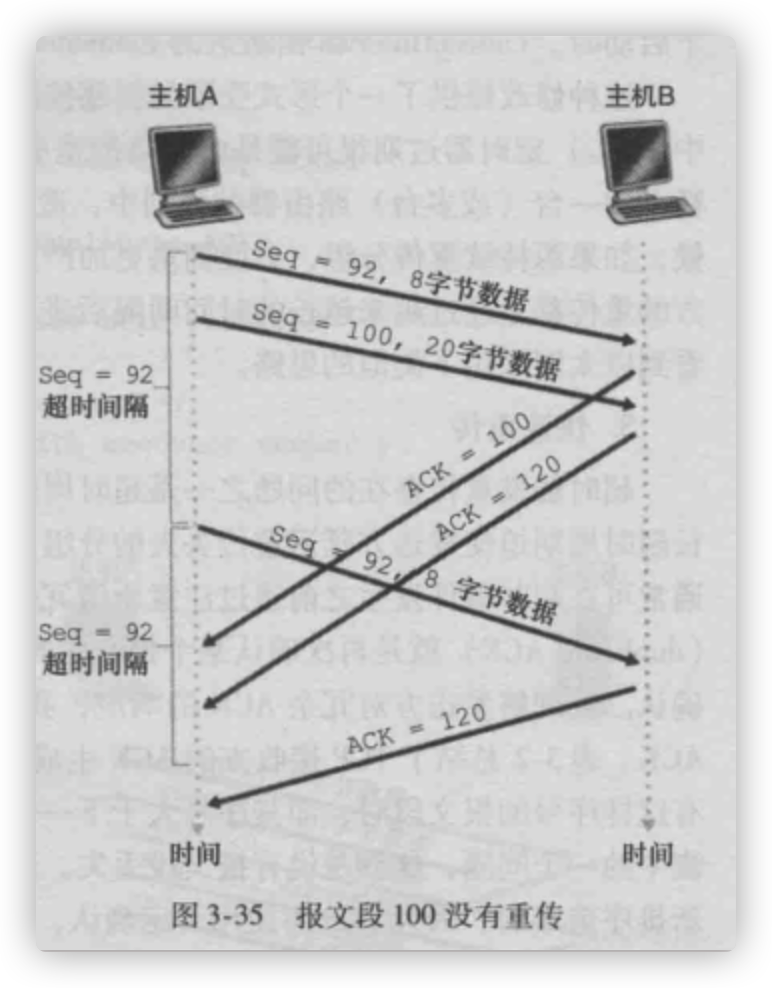 主机A
主机B
Seq = 92, 8字节数据
Seq = 100, 20字节数据
Seq = 92
超时间隔
ACK = 100
ACK = 120
Seq = 92, 8 字节数据
Seq = 92
超时间隔
ACK = 120
时间
时间
图 3-35 报文段 100 没有重传